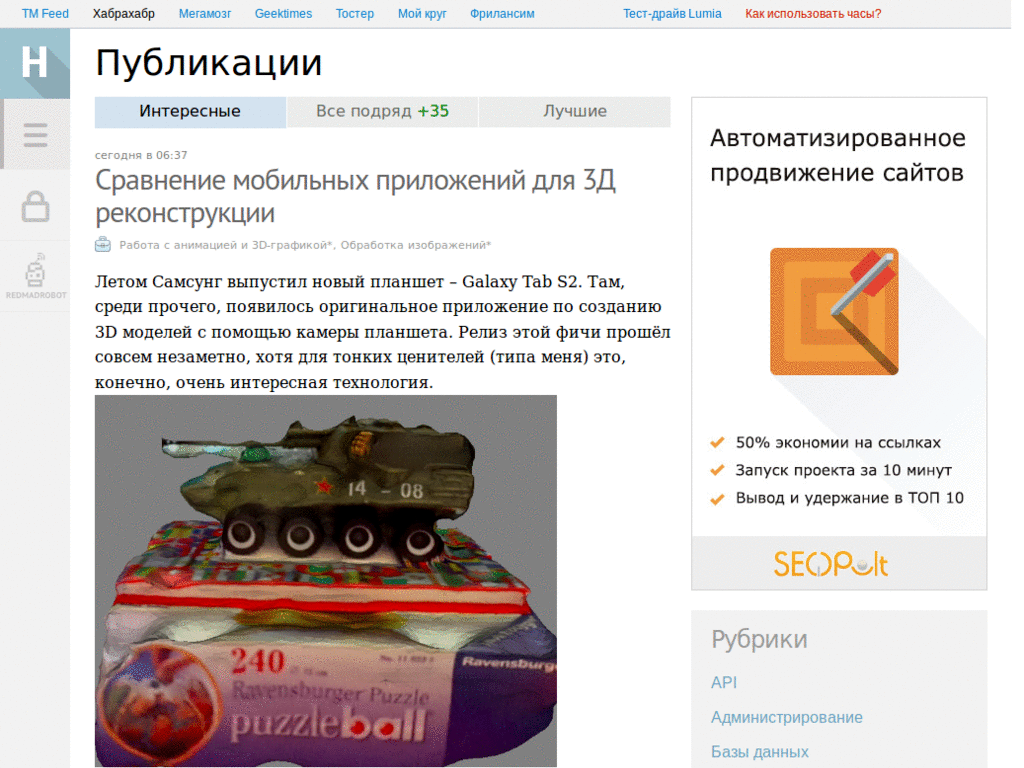 TM Feed Хабрахабр Мегамозг Geektimes Тостер Мой круг Фрилансим Тест-драйв Lumia Как использовать часы?
H
Публикации
Интересные Все подряд +35 Лучшие
сегодня в 06:37
Сравнение мобильных приложений для 3Д
реконструкции
Работа с анимацией и 3D-графикой*, Обработка изображений*
Летом Самсунг выпустил новый планшет – Galaxy Tab S2. Там,
среди прочего, появилось оригинальное приложение по созданию
3D моделей с помощью камеры планшета. Релиз этой фичи прошёл
совсем незаметно, хотя для тонких ценителей (типа меня) это,
конечно, очень интересная технология.
14 - 08
240
Ravensburger Puzzle
puzzleball
Ravensburg
REDMADROBOT
Автоматизированное
продвижение сайтов
50% экономии на ссылках
Запуск проекта за 10 минут
Вывод и удержание в ТОП 10
SEOPult
Рубрики
API
Администрирование
Базы данных